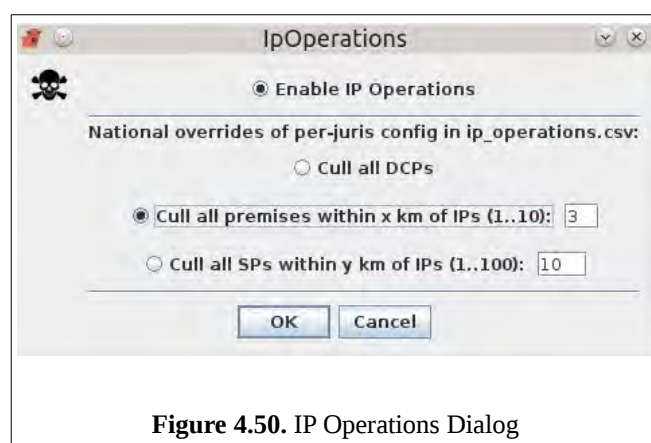 IpOperations
Enable IP Operations
National overrides of per-juris config in ip_operations.csv:
Cull all DCPs
Cull all premises within x km of IPs (1..10): 3
Cull all SPs within y km of IPs (1..100): 10
OK Cancel
Figure 4.50. IP Operations Dialog